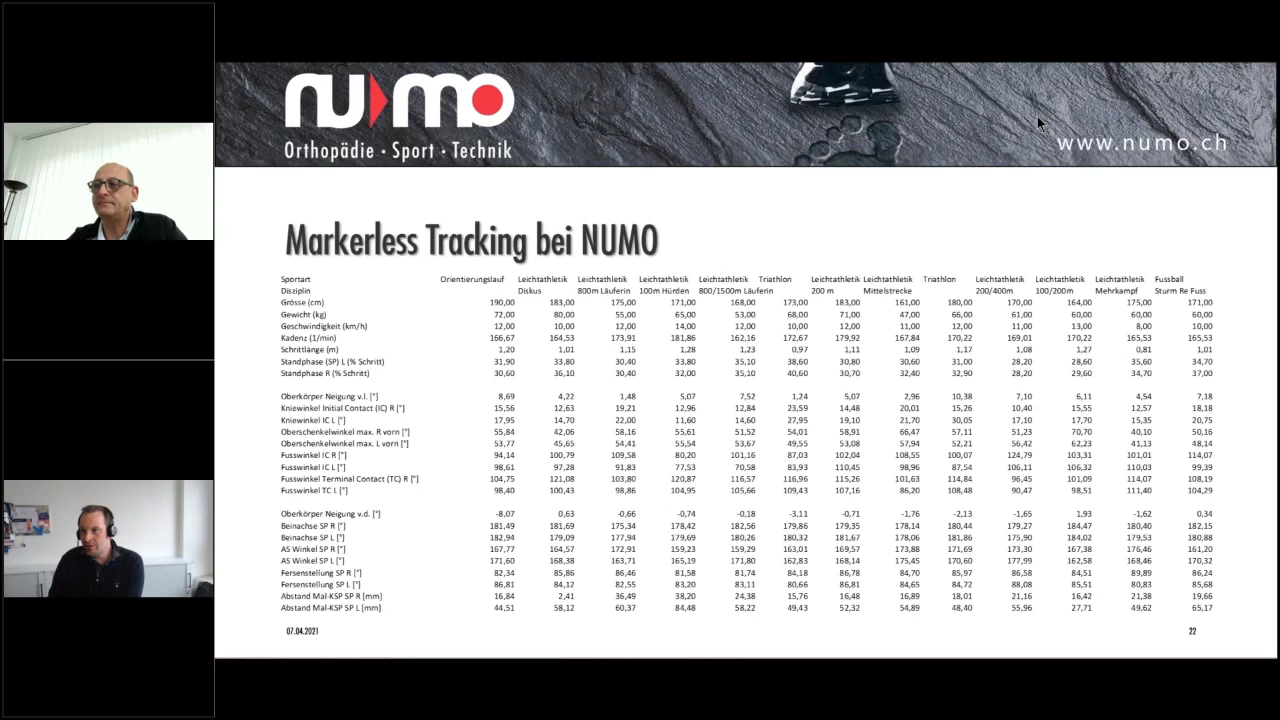 numo
Orthopädie · Sport · Technik
www.numo.ch
Markerless Tracking bei NUMO
Sportart Orientierungslauf Leichtathletik Leichtathletik Leichtathletik Leichtathletik Triathlon Leichtathletik Leichtathletik Triathlon Leichtathletik Leichtathletik Leichtathletik Fussball
Disziplin Diskus 800m Läuferin 100m Hürden 800/1500m Läuferin 200 m Mittelstrecke 200/400m 100/200m Mehrkampf Sturm Re Fuss
Grösse (cm) 190,00 183,00 175,00 171,00 168,00 173,00 183,00 161,00 180,00 170,00 164,00 175,00 171,00
Gewicht (kg) 72,00 80,00 55,00 65,00 53,00 68,00 71,00 47,00 66,00 61,00 60,00 60,00 60,00
Geschwindigkeit (km/h) 12,00 10,00 12,00 14,00 12,00 10,00 12,00 11,00 12,00 11,00 13,00 8,00 10,00
Kadenz (1/min) 166,67 164,53 173,91 181,86 162,16 172,67 179,92 167,84 170,22 169,01 170,22 165,53 165,53
Schrittlänge (m) 1,20 1,01 1,15 1,28 1,23 0,97 1,11 1,09 1,17 1,08 1,27 0,81 1,01
Standphase (SP) L (% Schritt) 31,90 33,80 30,40 33,80 35,10 38,60 30,80 30,60 31,00 28,20 28,60 35,60 34,70
Standphase R (% Schritt) 30,60 36,10 30,40 32,00 35,10 40,60 30,70 32,40 32,90 28,20 29,60 34,70 37,00
Oberkörper Neigung v.l. [°] 8,69 4,22 1,48 5,07 7,52 1,24 5,07 2,96 10,38 7,10 6,11 4,54 7,18
Kniewinkel Initial Contact (IC) R [°] 15,56 12,63 19,21 12,96 12,84 23,59 14,48 20,01 15,26 10,40 15,55 12,57 18,18
Kniewinkel IC L [°] 17,95 14,70 22,00 11,60 14,60 27,95 19,10 21,70 30,05 17,10 17,70 15,35 20,75
Oberschenkelwinkel max. R vorn [°] 55,84 42,06 58,16 55,61 51,52 54,01 58,91 66,47 57,11 51,23 70,70 40,10 50,16
Oberschenkelwinkel max. L vorn [°] 53,77 45,65 54,41 55,54 53,67 49,55 53,08 57,94 52,21 56,42 62,23 41,13 48,14
Fusswinkel IC R [°] 94,14 100,79 109,58 80,20 101,16 87,03 102,04 108,55 100,07 124,79 103,31 101,01 114,07
Fusswinkel IC L [°] 98,61 97,28 91,83 77,53 70,58 83,93 110,45 98,96 87,54 106,11 106,32 110,03 99,39
Fusswinkel Terminal Contact (TC) R [°] 104,75 121,08 103,80 120,87 116,57 116,96 115,26 101,63 114,84 96,45 101,09 114,07 108,19
Fusswinkel TC L [°] 98,40 100,43 98,86 104,95 105,66 109,43 107,16 86,20 108,48 90,47 98,51 111,40 104,29
Oberkörper Neigung v.d. [°] -8,07 0,63 -0,66 -0,74 -0,18 -3,11 -0,71 -1,76 -2,13 -1,65 1,93 -1,62 0,34
Beinachse SP R [°] 181,49 181,69 175,34 178,42 182,56 179,86 179,35 178,14 180,44 179,27 184,47 180,40 182,15
Beinachse SP L [°] 182,94 179,09 177,94 179,69 180,26 180,32 181,67 178,06 181,86 175,90 184,02 179,53 180,88
AS Winkel SP R [°] 167,77 164,57 172,91 159,23 159,29 163,01 169,57 173,88 171,69 173,30 167,38 176,46 161,20
AS Winkel SP L [°] 171,60 168,38 163,71 165,19 171,80 162,83 168,14 175,45 170,60 177,99 162,58 168,46 170,32
Fersenstellung SP R [°] 82,34 85,86 86,46 81,58 81,74 84,18 86,78 84,70 85,97 86,58 84,51 89,89 86,24
Fersenstellung SP L [°] 86,81 84,12 82,55 83,20 83,11 80,66 86,81 84,65 84,72 88,08 85,51 80,83 85,68
Abstand Mal-KSP SP R [mm] 16,84 2,41 36,49 38,20 24,38 15,76 16,48 16,89 18,01 21,16 16,42 21,38 19,66
Abstand Mal-KSP SP L [mm] 44,51 58,12 60,37 84,48 58,22 49,43 52,32 54,89 48,40 55,96 27,71 49,62 65,17
07.04.2021
22